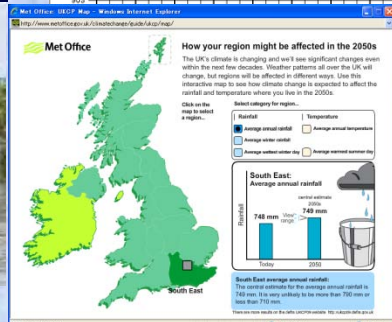 Met Office: UKCP Map - Windows Internet Explorer
http://www.metoffice.gov.uk/climatechange/guide/ukcp/map/
Met Office
How your region might be affected in the 2050s
The UK's climate is changing and we'll see significant changes even
within the next few decades. Weather patterns all over the UK will
change, but regions will be affected in different ways. Use this
interactive map to see how climate change is expected to affect the
rainfall and temperature where you live in the 2050s.
Click on the
map to select
a region...
Select category for region...
Rainfall
Temperature
Average annual rainfall
Average annual temperature
Average winter rainfall
Average wettest winter day
Average warmest summer day
South East:
Average annual rainfall
Rainfall
748 mm
View range
central estimate
2050s
749 mm
Today
2050
South East
South East average annual rainfall:
The central estimate for the average annual rainfall is
749 mm. It is very unlikely to be more than 790 mm or
less than 710 mm.